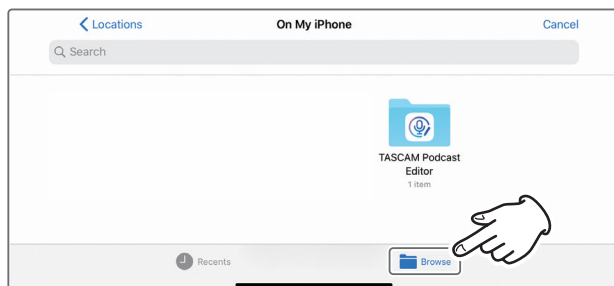 Locations
On My iPhone
Cancel
Search
TASCAM Podcast
Editor
1 item
Recents
Browse